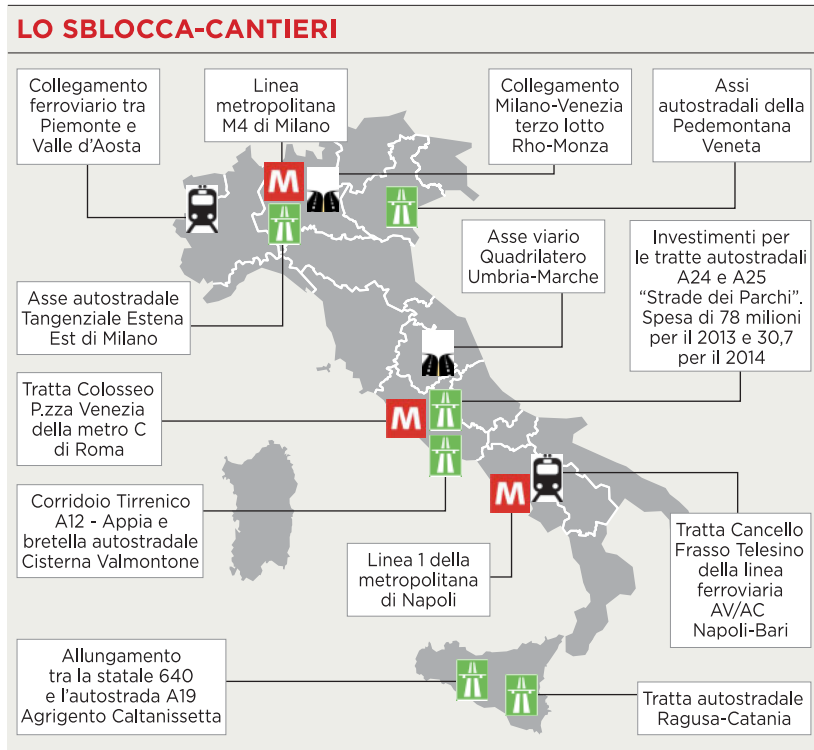 LO SBLOCCA-CANTIERI
Collegamento
ferroviario tra
Piemonte e
Valle d'Aosta
Linea
metropolitana
M4 di Milano
Collegamento
Milano-Venezia
terzo lotto
Rho-Monza
Assi
autostradali della
Pedemontana
Veneta
M
Asse viario
Quadrilatero
Umbria-Marche
Investimenti per
le tratte autostradali
A24 e A25
“Strade dei Parchi”.
Spesa di 78 milioni
per il 2013 e 30,7
per il 2014
Asse autostradale
Tangenziale Estena
Est di Milano
Tratta Colosseo
P.zza Venezia
della metro C
di Roma
M
Corridoio Tirrenico
A12 - Appia e
bretella autostradale
Cisterna Valmontone
M
Linea 1 della
metropolitana
di Napoli
Tratta Cancello
Frasso Telesino
della linea
ferroviaria
AV/AC
Napoli-Bari
Allungamento
tra la statale 640
e l'autostrada A19
Agrigento Caltanissetta
Tratta autostradale
Ragusa-Catania